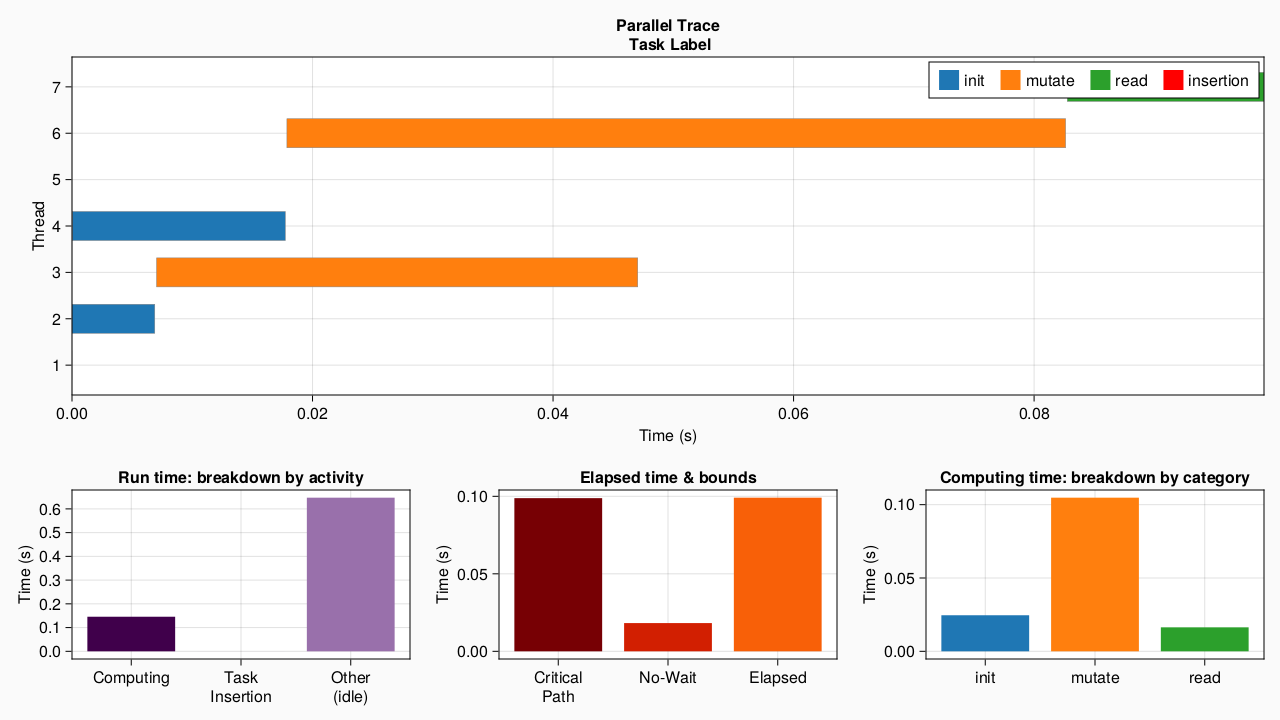 Parallel Trace
Task Label
init mutate read insertion
7
6
5
4
3
2
1
Thread
0.00 0.02 0.04 0.06 0.08
Time (s)
Run time: breakdown by activity
0.6
0.5
0.4
0.3
0.2
0.1
0.0
Time (s)
Computing Task Insertion Other (idle)
Elapsed time & bounds
0.10
0.05
0.00
Time (s)
Critical Path No-Wait Elapsed
Computing time: breakdown by category
0.10
0.05
0.00
Time (s)
init mutate read